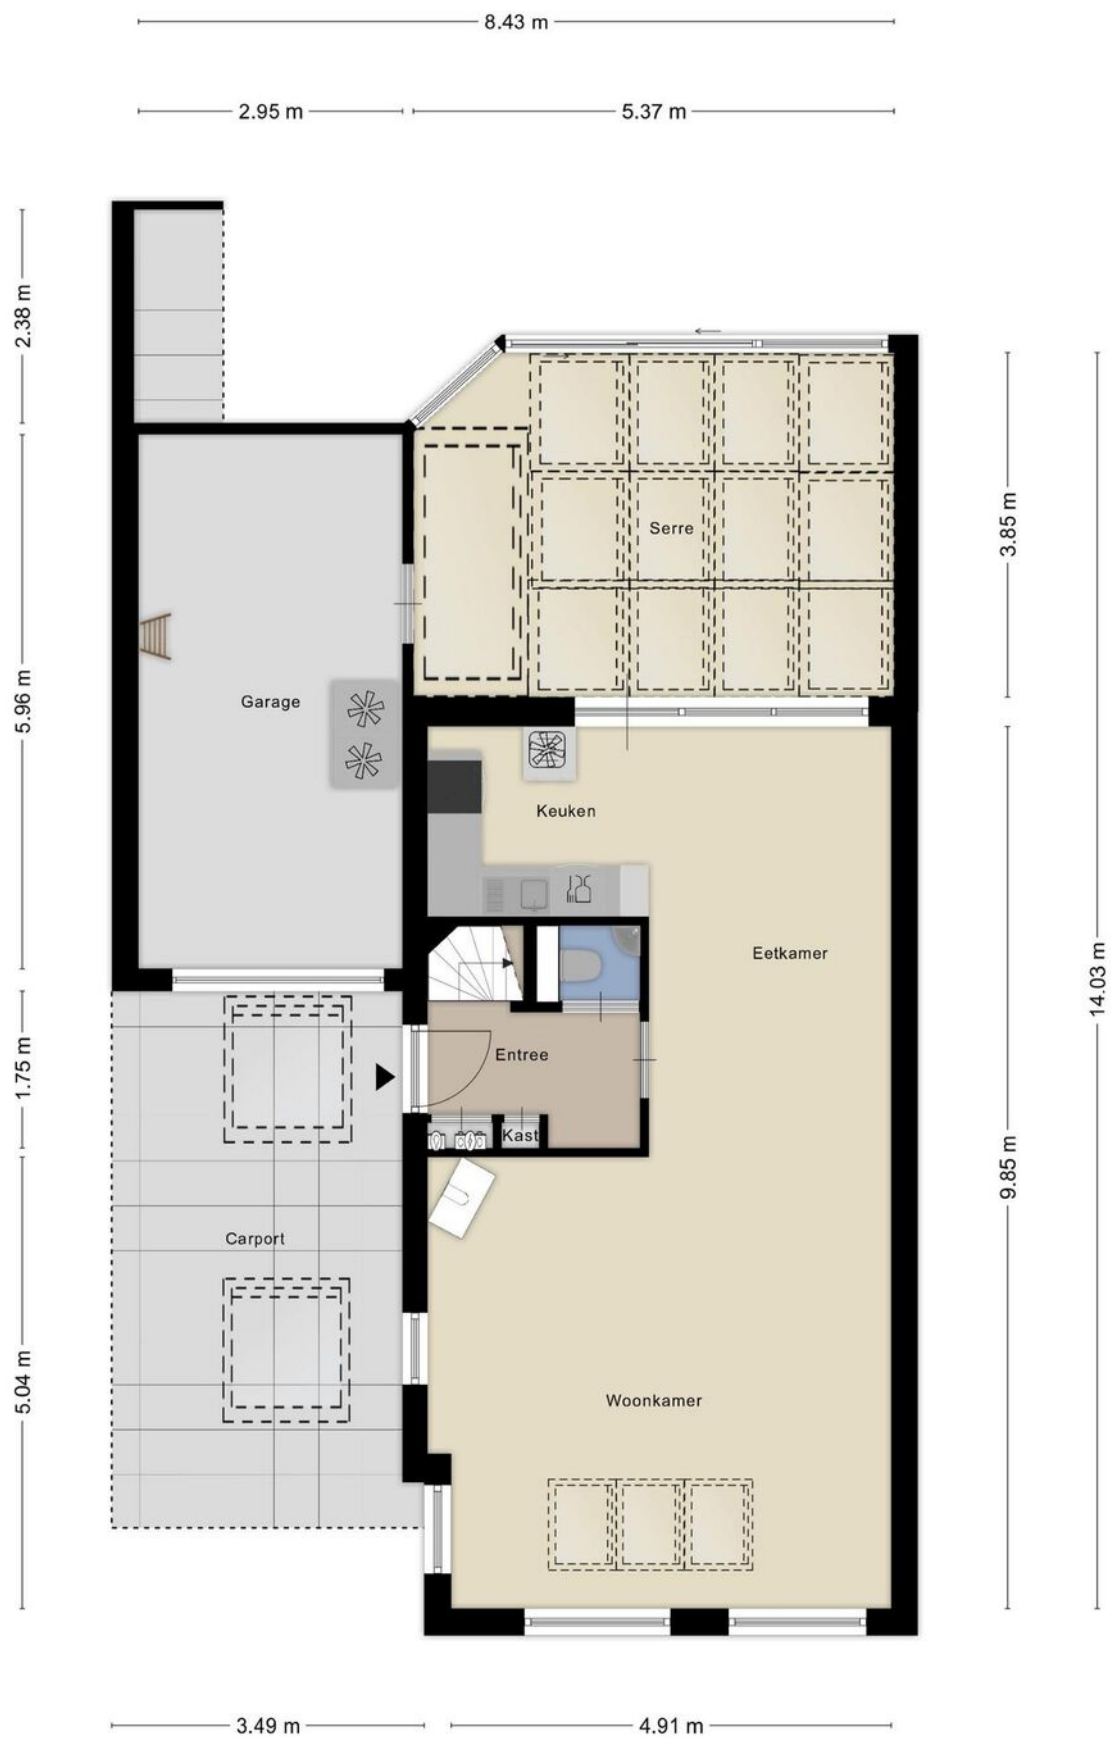 8.43 m
2.95 m
5.37 m
2.38 m
3.85 m
Serre
5.96 m
Garage
Keuken
Eetkamer
14.03 m
1.75 m
Entree
Kast
9.85 m
Carport
5.04 m
Woonkamer
3.49 m
4.91 m